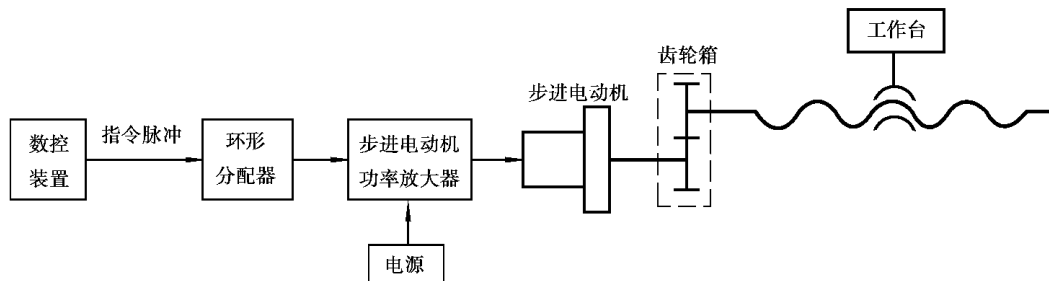 工作台
齿轮箱
步进电动机
指令脉冲
数控
装置
环形
分配器
步进电动机
功率放大器
电源